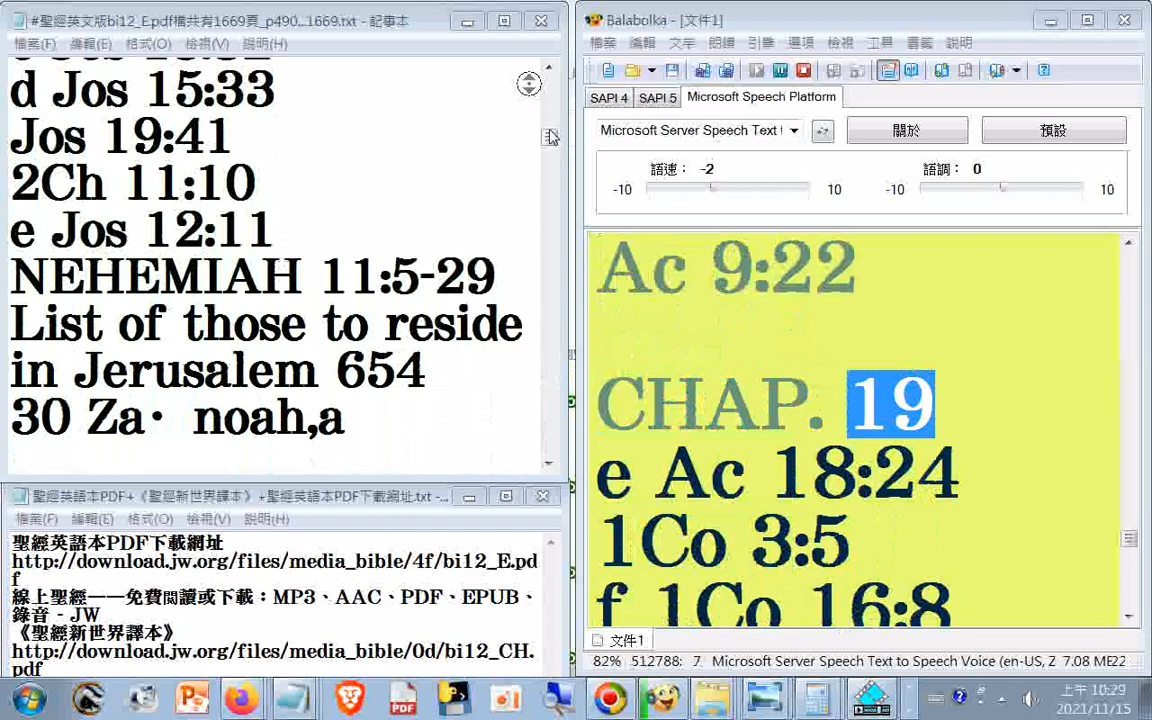 #聖經英文版bi12_E.pdf構共有1669頁_p490...1669.txt - 記事本
檔案(F) 編輯(E) 格式(O) 檢視(V) 說明(H)
d Jos 15:33
Jos 19:41
2Ch 11:10
e Jos 12:11
NEHEMIAH 11:5-29
List of those to reside
in Jerusalem 654
30 Za· noah,a
聖經英語本PDF+《聖經新世界譯本》+聖經英語本PDF下載網址.txt -...
檔案(F) 編輯(E) 格式(O) 檢視(V) 說明(H)
聖經英語本PDF下載網址
http://download.jw.org/files/media_bible/4f/bi12_E.pd
f
線上聖經——免費閲讀或下載：MP3、AAC、PDF、EPUB、
錄音 - JW
《聖經新世界譯本》
http://download.jw.org/files/media_bible/0d/bi12_CH.
pdf
Balabolka - [文件1]
檔案 編輯 文字 朗讀 引擎 選項 檢視 工具 書籤 說明
SAPI 4 SAPI 5 Microsoft Speech Platform
Microsoft Server Speech Text t
關於
預設
語速： -2
語調： 0
-10 10 -10 10
Ac 9:22
CHAP. 19
e Ac 18:24
1Co 3:5
f 1Co 16:8
文件1
82% 512788: 7 Microsoft Server Speech Text to Speech Voice (en-US, Z 7.08 ME22
PDF
上午 10:29
2021/11/15